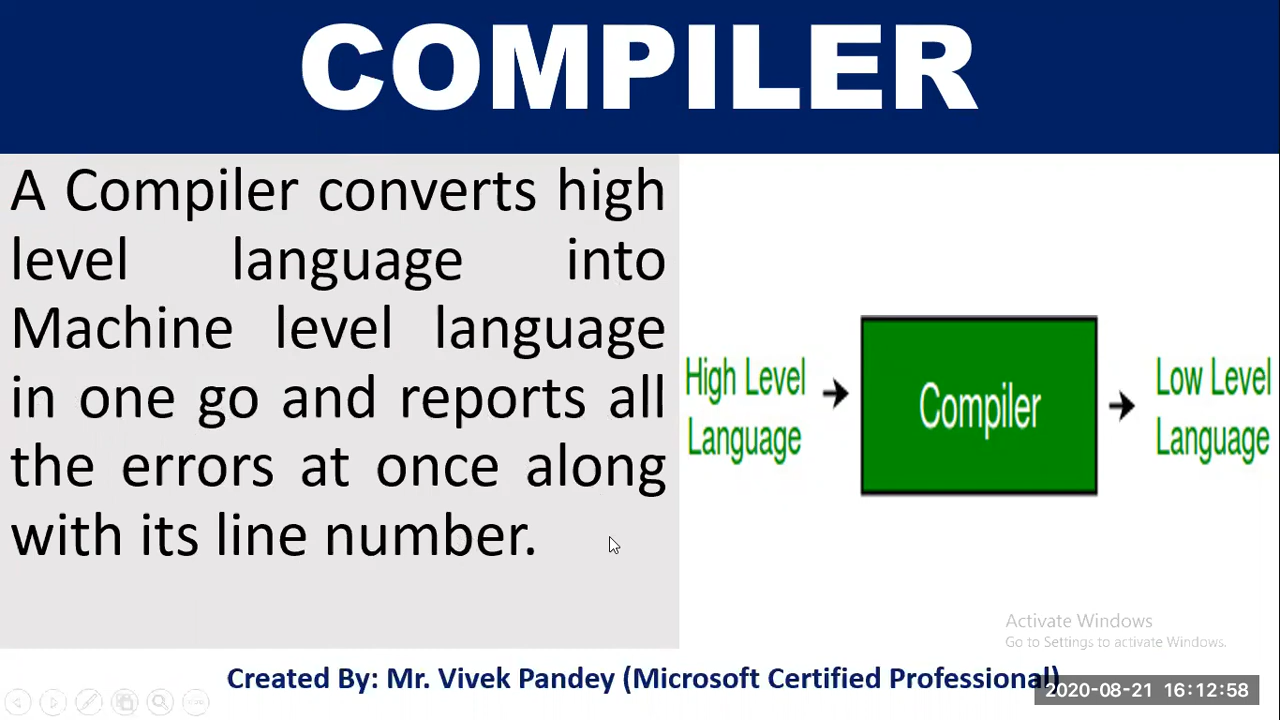 COMPILER
A Compiler converts high
level language into
Machine level language
in one go and reports all
the errors at once along
with its line number.
High Level
Language
Compiler
Low Level
Language
Activate Windows
Go to Settings to activate Windows.
Created By: Mr. Vivek Pandey (Microsoft Certified Professional)
2020-08-21 16:12:58